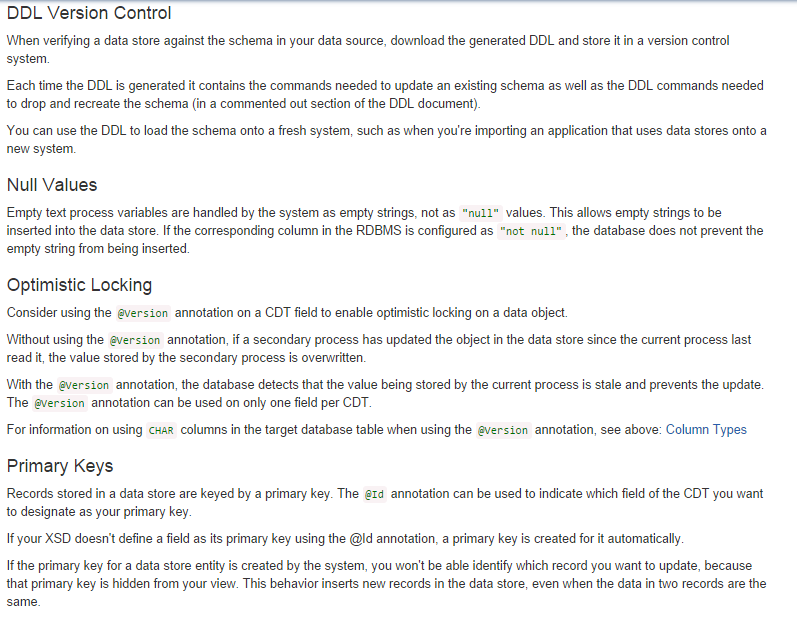 DDL Version Control
When verifying a data store against the schema in your data source, download the generated DDL and store it in a version control
system.
Each time the DDL is generated it contains the commands needed to update an existing schema as well as the DDL commands needed
to drop and recreate the schema (in a commented out section of the DDL document).
You can use the DDL to load the schema onto a fresh system, such as when you're importing an application that uses data stores onto a
new system.
Null Values
Empty text process variables are handled by the system as empty strings, not as "null" values. This allows empty strings to be
inserted into the data store. If the corresponding column in the RDBMS is configured as "not null", the database does not prevent the
empty string from being inserted.
Optimistic Locking
Consider using the @Version annotation on a CDT field to enable optimistic locking on a data object.
Without using the @Version annotation, if a secondary process has updated the object in the data store since the current process last
read it, the value stored by the secondary process is overwritten.
With the @Version annotation, the database detects that the value being stored by the current process is stale and prevents the update.
The @Version annotation can be used on only one field per CDT.
For information on using CHAR columns in the target database table when using the @Version annotation, see above: Column Types
Primary Keys
Records stored in a data store are keyed by a primary key. The @Id annotation can be used to indicate which field of the CDT you want
to designate as your primary key.
If your XSD doesn't define a field as its primary key using the @Id annotation, a primary key is created for it automatically.
If the primary key for a data store entity is created by the system, you won't be able identify which record you want to update, because
that primary key is hidden from your view. This behavior inserts new records in the data store, even when the data in two records are the
same.